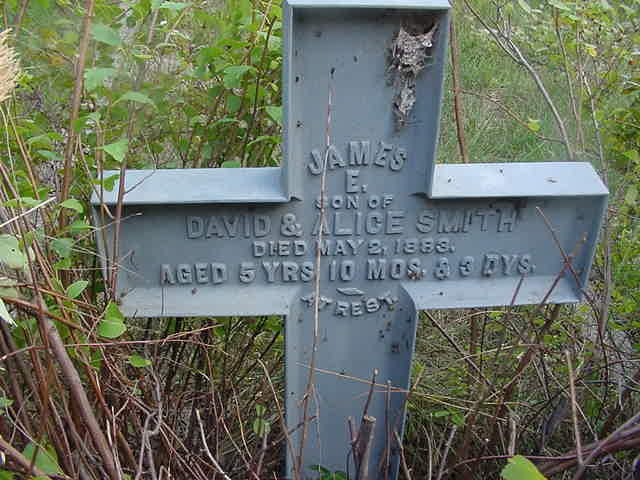 JAMES
E.
SON OF
DAVID & ALICE SMITH
DIED MAY 2, 1883.
AGED 5 YRS. 10 MOS. & 3 DYS.
AT REST